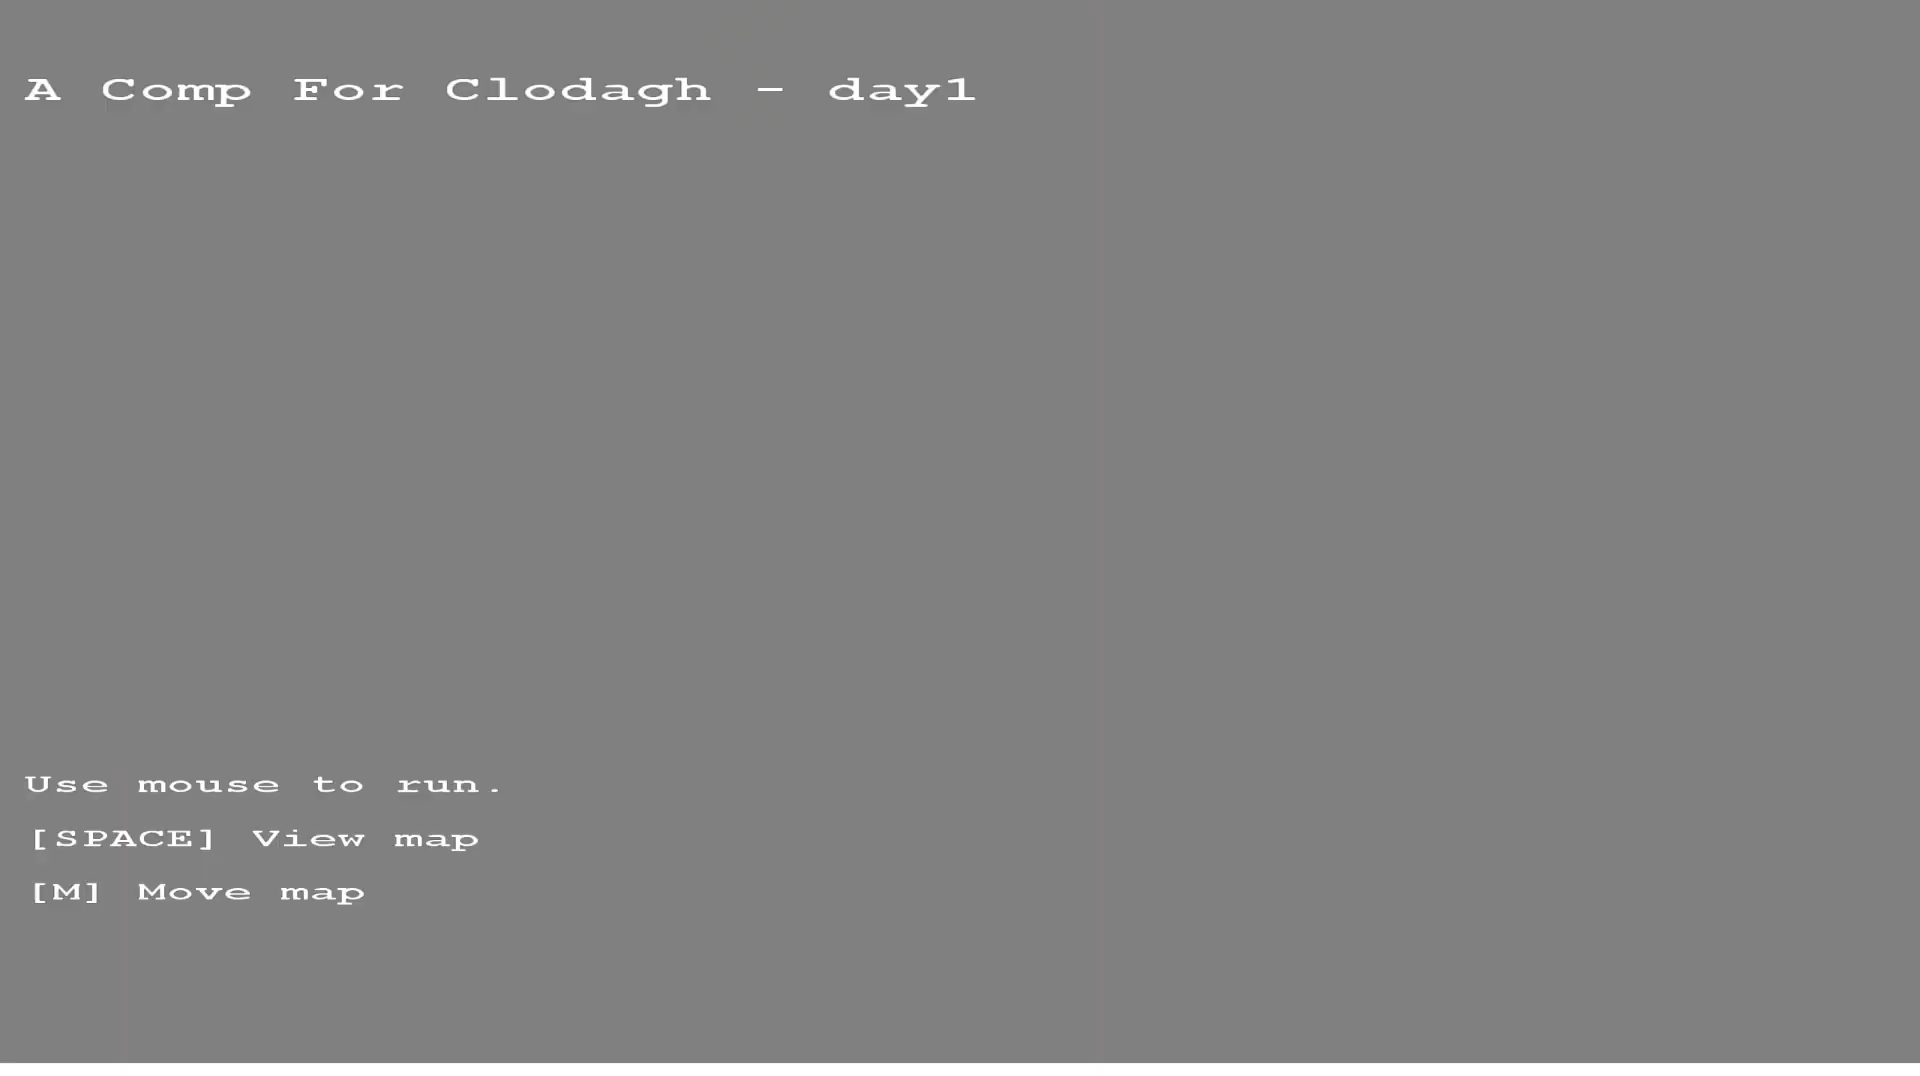 A Comp For Clodagh - day1
Use mouse to run.
[SPACE] View map
[M] Move map